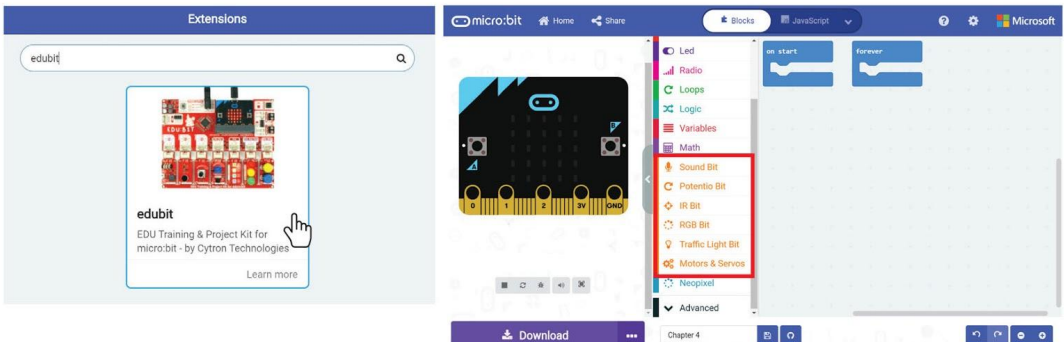 Extensions
edubit
EDU:BIT
edubit
EDU Training & Project Kit for
micro:bit - by Cytron Technologies
Learn more
micro:bit Home Share Blocks JavaScript Microsoft
Led
Radio
Loops
Logic
Variables
Math
Sound Bit
Potentio Bit
IR Bit
RGB Bit
Traffic Light Bit
Motors & Servos
Neopixel
Advanced
on start forever
A
B
0 1 2 3V GND
Download ... Chapter 4